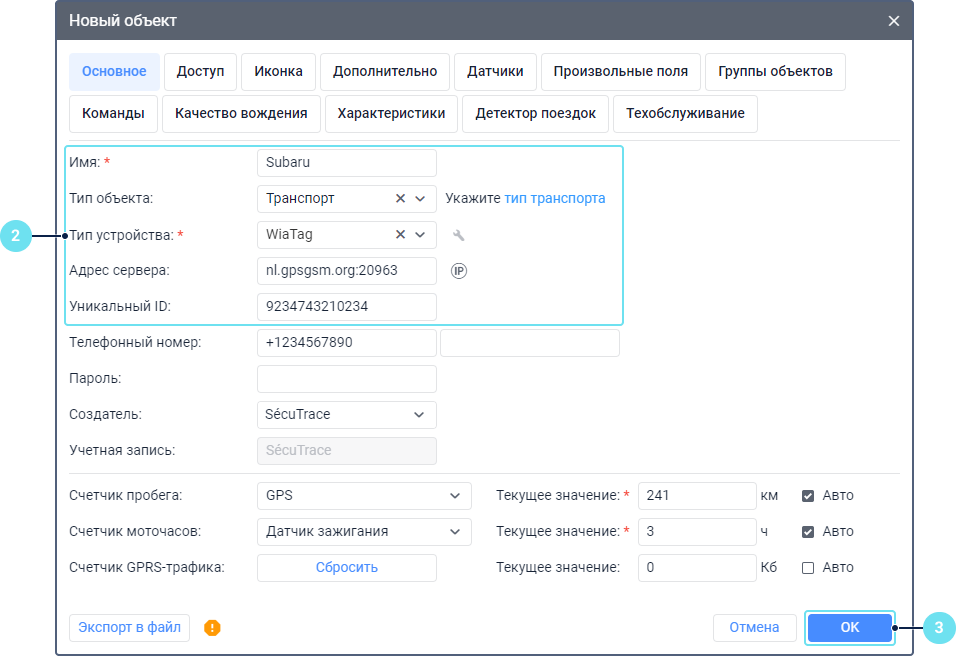 Новый объект
Основное Доступ Иконка Дополнительно Датчики Произвольные поля Группы объектов
Команды Качество вождения Характеристики Детектор поездок Техобслуживание
Имя: * Subaru
Тип объекта: Транспорт Укажите тип транспорта
2 Тип устройства: * WiaTag
Адрес сервера: nl.gpsgsm.org:20963 IP
Уникальный ID: 9234743210234
Телефонный номер: +1234567890
Пароль:
Создатель: SécuTrace
Учетная запись: SécuTrace
Счетчик пробега: GPS Текущее значение: * 241 км Авто
Счетчик моточасов: Датчик зажигания Текущее значение: * 3 ч Авто
Счетчик GPRS-трафика: Сбросить Текущее значение: 0 Кб Авто
Экспорт в файл ! Отмена OK 3